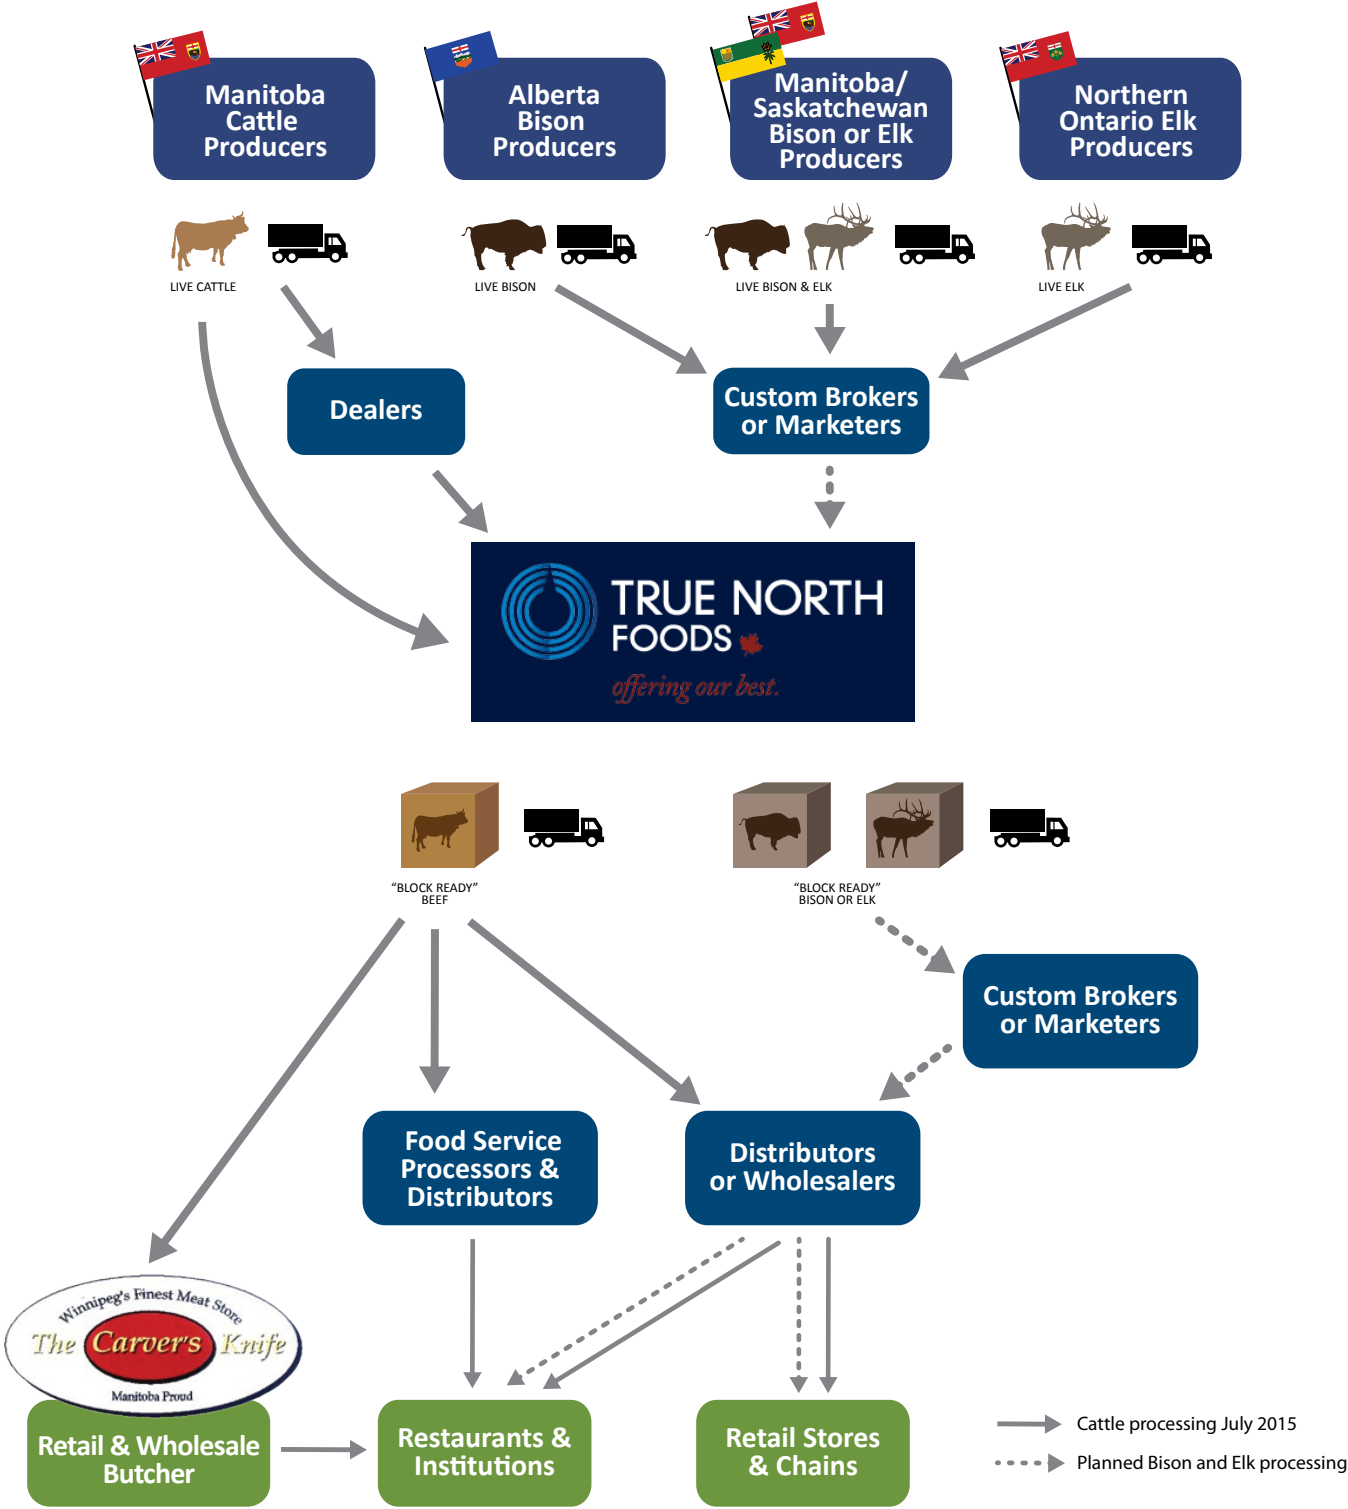 Manitoba
Cattle
Producers
Alberta
Bison
Producers
Manitoba/
Saskatchewan
Bison or Elk
Producers
Northern
Ontario Elk
Producers
LIVE CATTLE
LIVE BISON
LIVE BISON & ELK
LIVE ELK
Dealers
Custom Brokers
or Marketers
TRUE NORTH
FOODS
offering our best.
“BLOCK READY”
BEEF
“BLOCK READY”
BISON OR ELK
Custom Brokers
or Marketers
Food Service
Processors &
Distributors
Distributors
or Wholesalers
Winnipeg's Finest Meat Store
The Carver's Knife
Manitoba Proud
Retail & Wholesale
Butcher
Restaurants &
Institutions
Retail Stores
& Chains
Cattle processing July 2015
Planned Bison and Elk processing